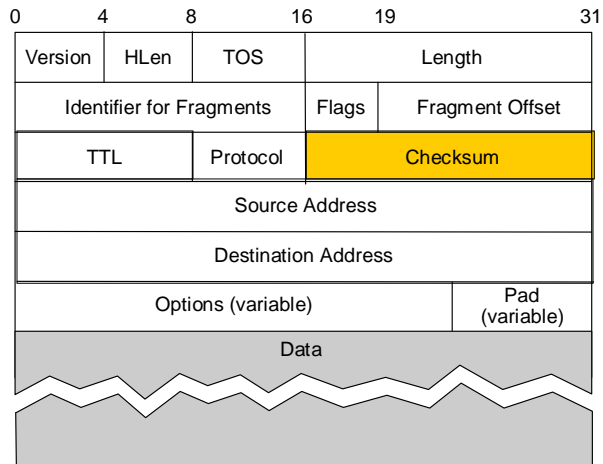 0 4 8 16 19 31
Version HLen TOS Length
Identifier for Fragments Flags Fragment Offset
TTL Protocol Checksum
Source Address
Destination Address
Options (variable) Pad
(variable)
Data